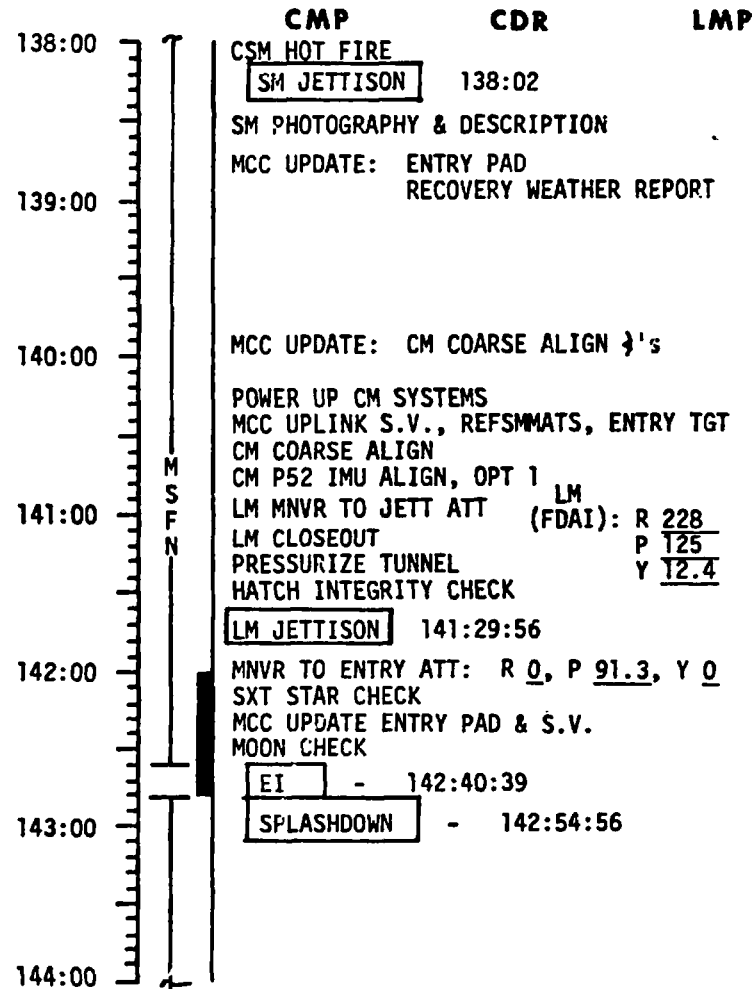 CMP CDR LMP
138:00
CSM HOT FIRE
SM JETTISON 138:02
SM PHOTOGRAPHY & DESCRIPTION
MCC UPDATE: ENTRY PAD
RECOVERY WEATHER REPORT
139:00
MCC UPDATE: CM COARSE ALIGN ∡'s
140:00
POWER UP CM SYSTEMS
MCC UPLINK S.V., REFSMMATS, ENTRY TGT
CM COARSE ALIGN
CM P52 IMU ALIGN, OPT 1
LM
LM MNVR TO JETT ATT (FDAI): R 228
141:00
MSFN
LM CLOSEOUT P 125
PRESSURIZE TUNNEL Y 12.4
HATCH INTEGRITY CHECK
LM JETTISON 141:29:56
142:00
MNVR TO ENTRY ATT: R 0, P 91.3, Y 0
SXT STAR CHECK
MCC UPDATE ENTRY PAD & S.V.
MOON CHECK
EI - 142:40:39
143:00
SPLASHDOWN - 142:54:56
144:00